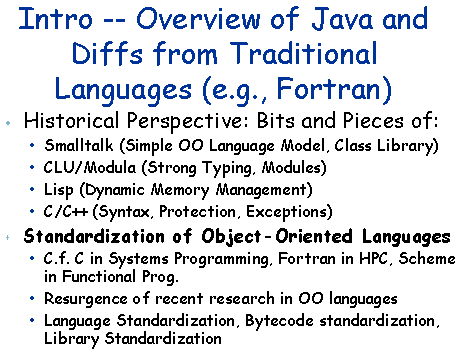 Intro -- Overview of Java and
Diffs from Traditional
Languages (e.g., Fortran)
• Historical Perspective: Bits and Pieces of:
• Smalltalk (Simple OO Language Model, Class Library)
• CLU/Modula (Strong Typing, Modules)
• Lisp (Dynamic Memory Management)
• C/C++ (Syntax, Protection, Exceptions)
+ Standardization of Object-Oriented Languages
• C.f. C in Systems Programming, Fortran in HPC, Scheme
in Functional Prog.
• Resurgence of recent research in OO languages
• Language Standardization, Bytecode standardization,
Library Standardization